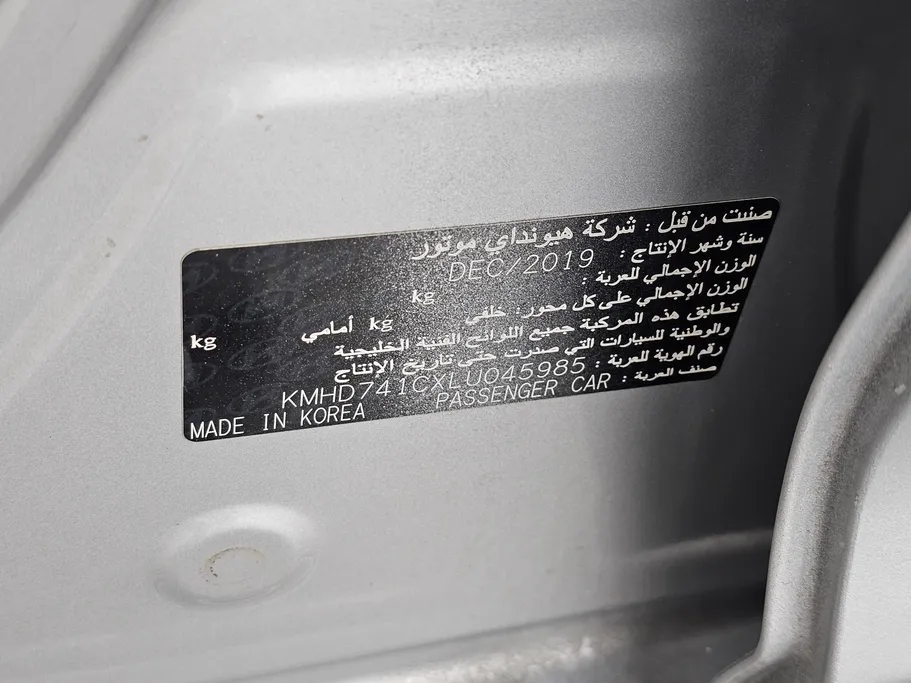 صنعت من قبل : شركة هيونداى موتور
سنة وشهر الإنتاج : DEC/2019
الوزن الإجمالي للعربة : kg
الوزن الإجمالي على كل محور: خلفي kg أمامي kg
تطابق هذه المركبة جميع اللوائح الفنية الخليجية
والوطنية للسيارات التي صدرت حتى تاريخ الإنتاج
رقم الهوية للعربة : KMHD741CXLU045985
صنف العربة : PASSENGER CAR
MADE IN KOREA